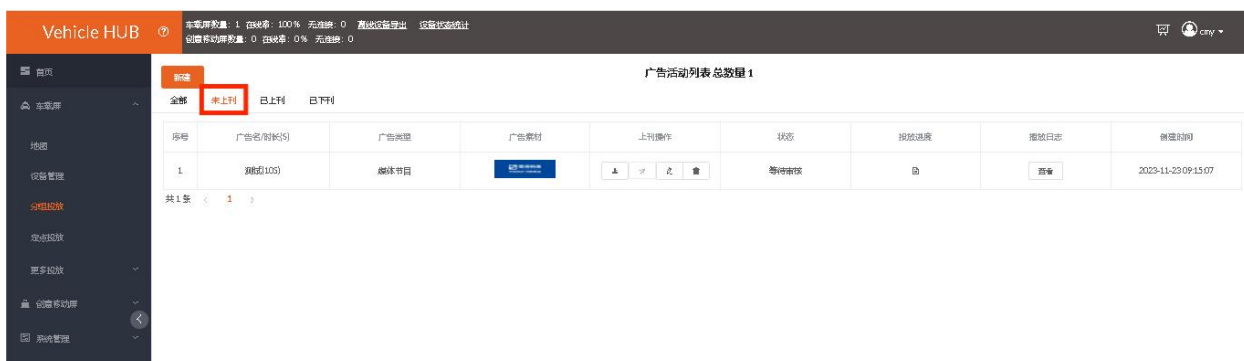 Vehicle HUB
车载屏数量: 1 在线率: 100% 无连接: 0 离线设备导出 设备状态统计
创意移动屏数量: 0 在线率: 0% 无连接: 0
cmy
首页
车载屏
地图
设备管理
分组投放
定点投放
更多投放
创意移动屏
系统管理
新建
广告活动列表 总数量 1
全部 未上刊 已上刊 已下刊
序号 广告名/时长(S) 广告类型 广告素材 上刊操作 状态 投放进度 播放日志 创建时间
1 测试(10S) 媒体节目 等待审核 查看 2023-11-23 09:15:07
共 1 条 1